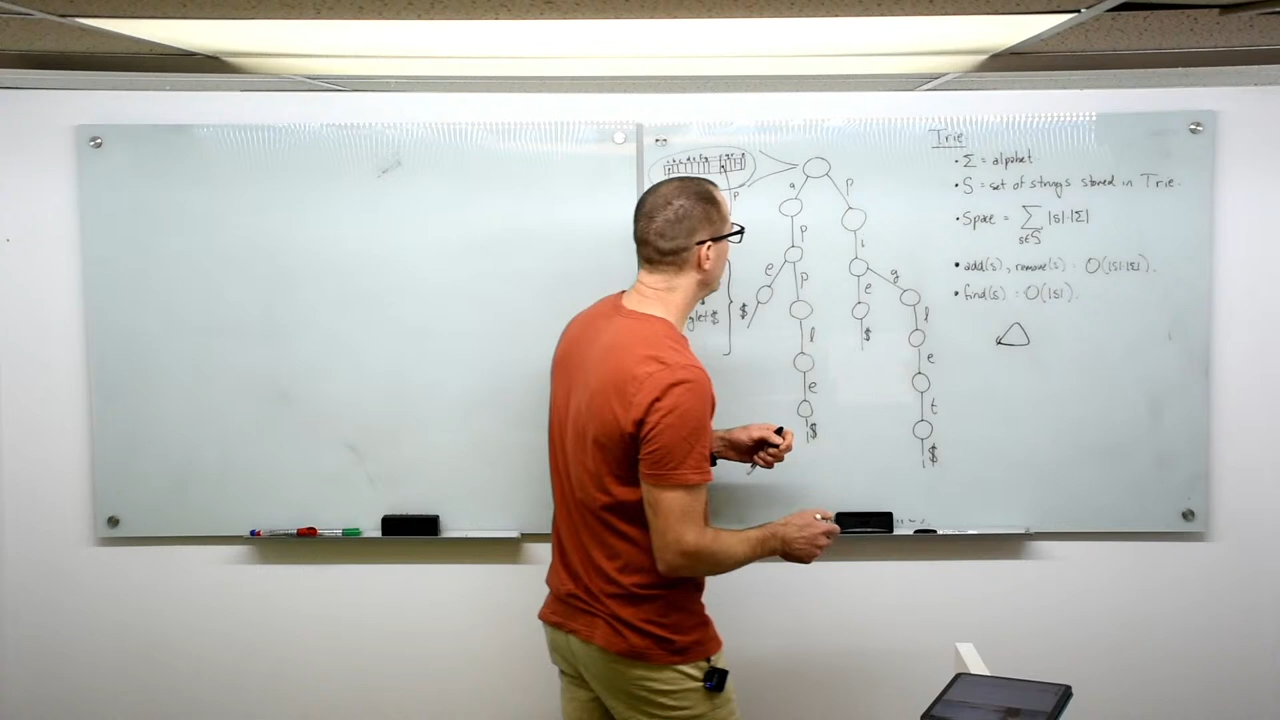 Trie
• Σ = alphabet
• S = set of strings stored in Trie.
• Space = Σ |s|·|Σ|
s∈S
• add(s), remove(s) : O(|s|·|Σ|).
• find(s) : O(|s|).
a
p
p
i
e
p
g
e
$
$
l
l
e
e
$
t
$
glet$
p